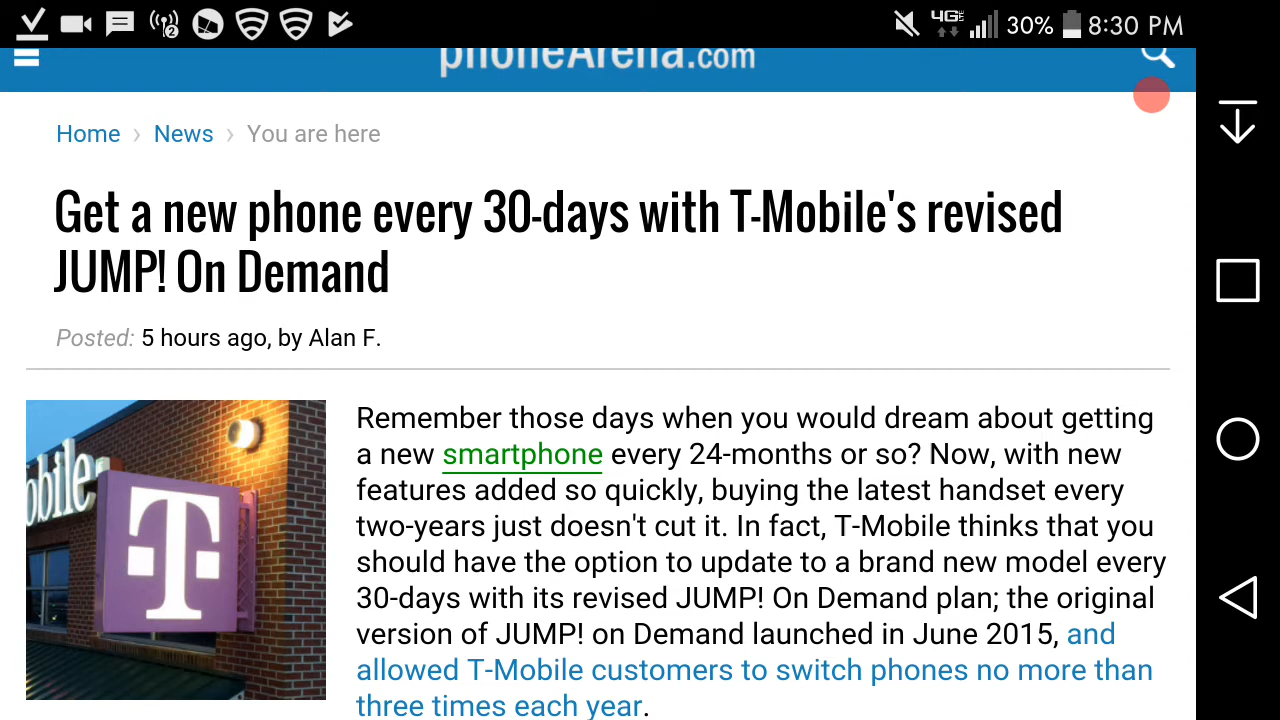 4G LTE 30% 8:30 PM
phoneArena.com
Home › News › You are here
Get a new phone every 30-days with T-Mobile's revised
JUMP! On Demand
Posted: 5 hours ago, by Alan F.
obile
T
Remember those days when you would dream about getting
a new smartphone every 24-months or so? Now, with new
features added so quickly, buying the latest handset every
two-years just doesn't cut it. In fact, T-Mobile thinks that you
should have the option to update to a brand new model every
30-days with its revised JUMP! On Demand plan; the original
version of JUMP! on Demand launched in June 2015, and
allowed T-Mobile customers to switch phones no more than
three times each year.